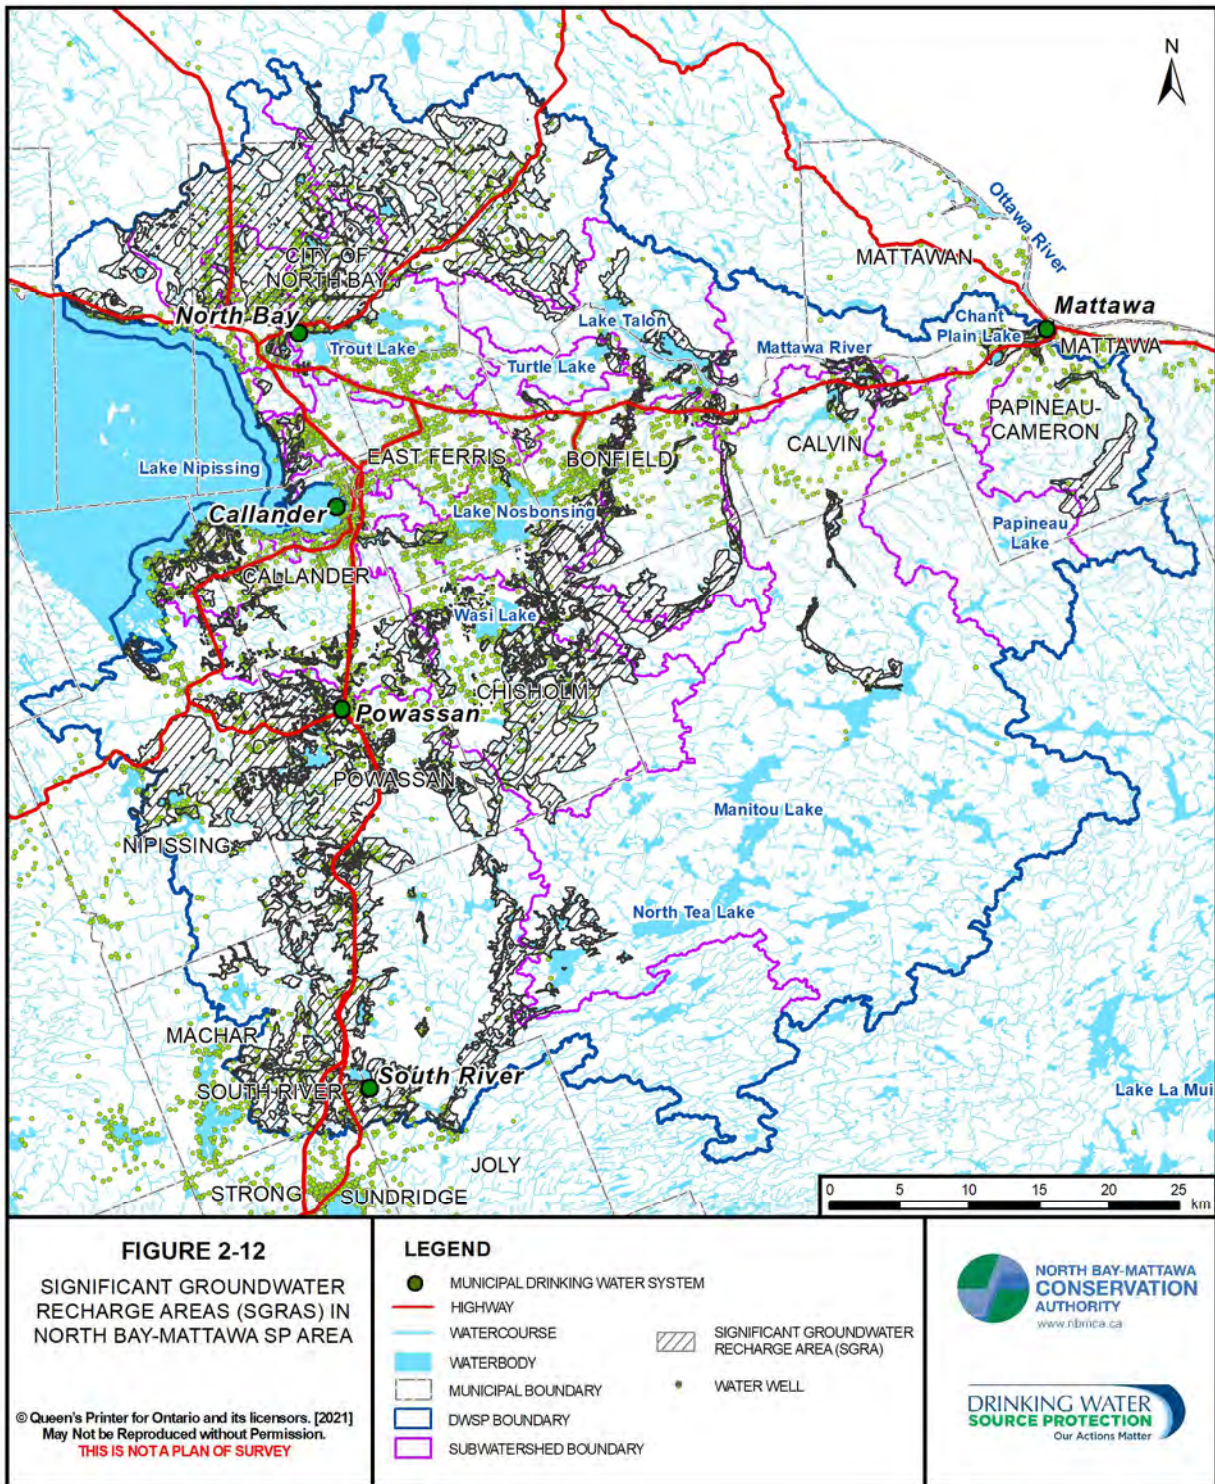 N
Ottawa River
MATTAWAN
CITY OF
NORTH BAY
Mattawa
North Bay
Lake Talon
Chant
Plain Lake
MATTAWA
Trout Lake
Mattawa River
Turtle Lake
PAPINEAU-
CAMERON
CALVIN
EAST FERRIS
BONFIELD
Lake Nipissing
Callander
Lake Nosbonsing
Papineau
Lake
CALLANDER
Wasi Lake
CHISHOLM
Powassan
POWASSAN
Manitou Lake
NIPISSING
North Tea Lake
MACHAR
South River
SOUTH RIVER
Lake La Mui
JOLY
STRONG
SUNDRIDGE
0 5 10 15 20 25
km
FIGURE 2-12
SIGNIFICANT GROUNDWATER
RECHARGE AREAS (SGRAS) IN
NORTH BAY-MATTAWA SP AREA
© Queen's Printer for Ontario and its licensors. [2021]
May Not be Reproduced without Permission.
THIS IS NOT A PLAN OF SURVEY
LEGEND
MUNICIPAL DRINKING WATER SYSTEM
HIGHWAY
WATERCOURSE
WATERBODY
MUNICIPAL BOUNDARY
DWSP BOUNDARY
SUBWATERSHED BOUNDARY
SIGNIFICANT GROUNDWATER
RECHARGE AREA (SGRA)
WATER WELL
NORTH BAY-MATTAWA
CONSERVATION
AUTHORITY
www.nbmca.ca
DRINKING WATER
SOURCE PROTECTION
Our Actions Matter